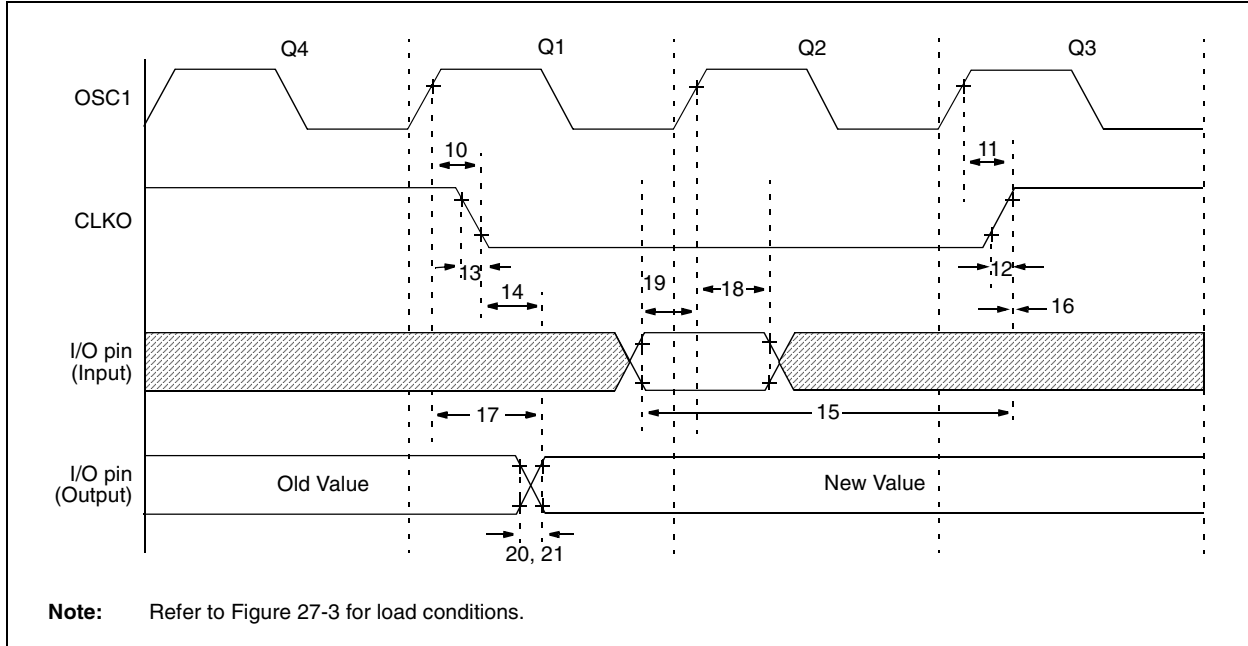 Q4 Q1 Q2 Q3
OSC1
10 11
CLKO
13 12
14 19 18 16
I/O pin
(Input)
17 15
I/O pin
(Output)
Old Value New Value
20, 21
Note: Refer to Figure 27-3 for load conditions.